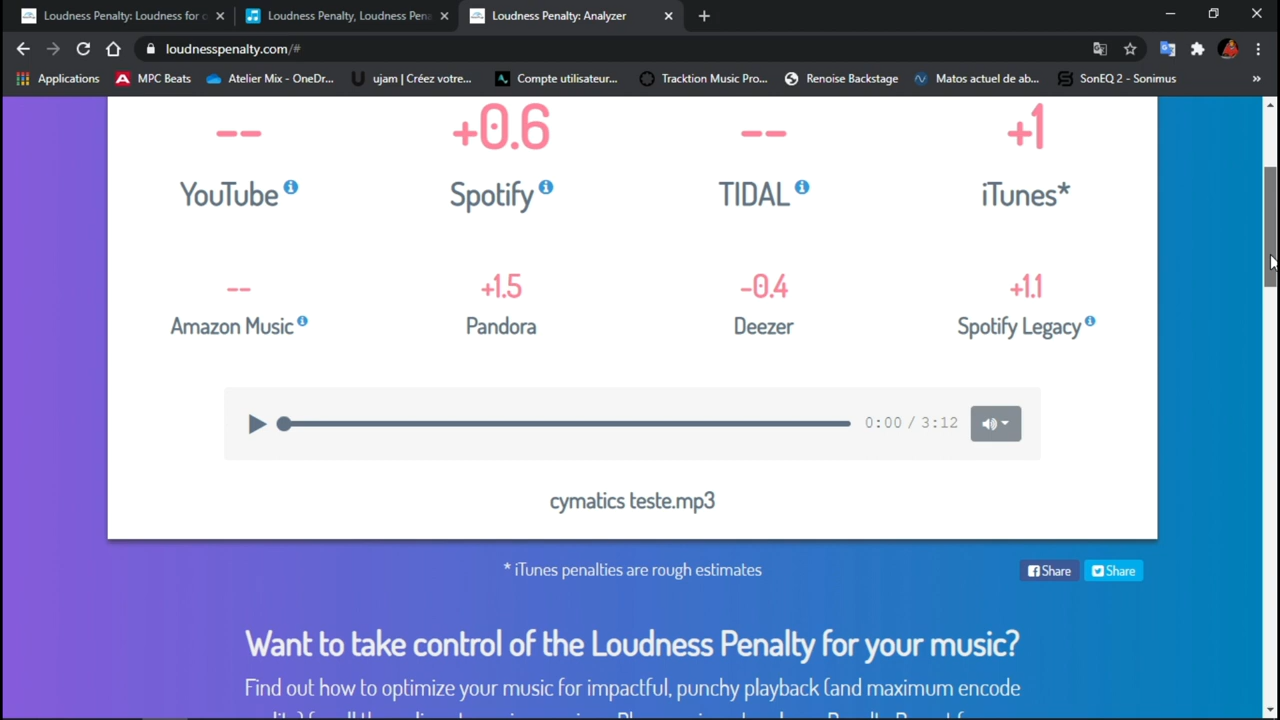 Loudness Penalty: Loudness for o
Loudness Penalty, Loudness Pena
Loudness Penalty: Analyzer
loudnesspenalty.com/#
Applications
MPC Beats
Atelier Mix - OneDr...
ujam | Créez votre...
Compte utilisateur...
Tracktion Music Pro...
Renoise Backstage
Matos actuel de ab...
SonEQ 2 - Sonimus
»
--
+0.6
--
+1
YouTube
Spotify
TIDAL
iTunes*
--
+1.5
-0.4
+1.1
Amazon Music
Pandora
Deezer
Spotify Legacy
0:00 / 3:12
cymatics teste.mp3
* iTunes penalties are rough estimates
Share
Share
Want to take control of the Loudness Penalty for your music?
Find out how to optimize your music for impactful, punchy playback (and maximum encode